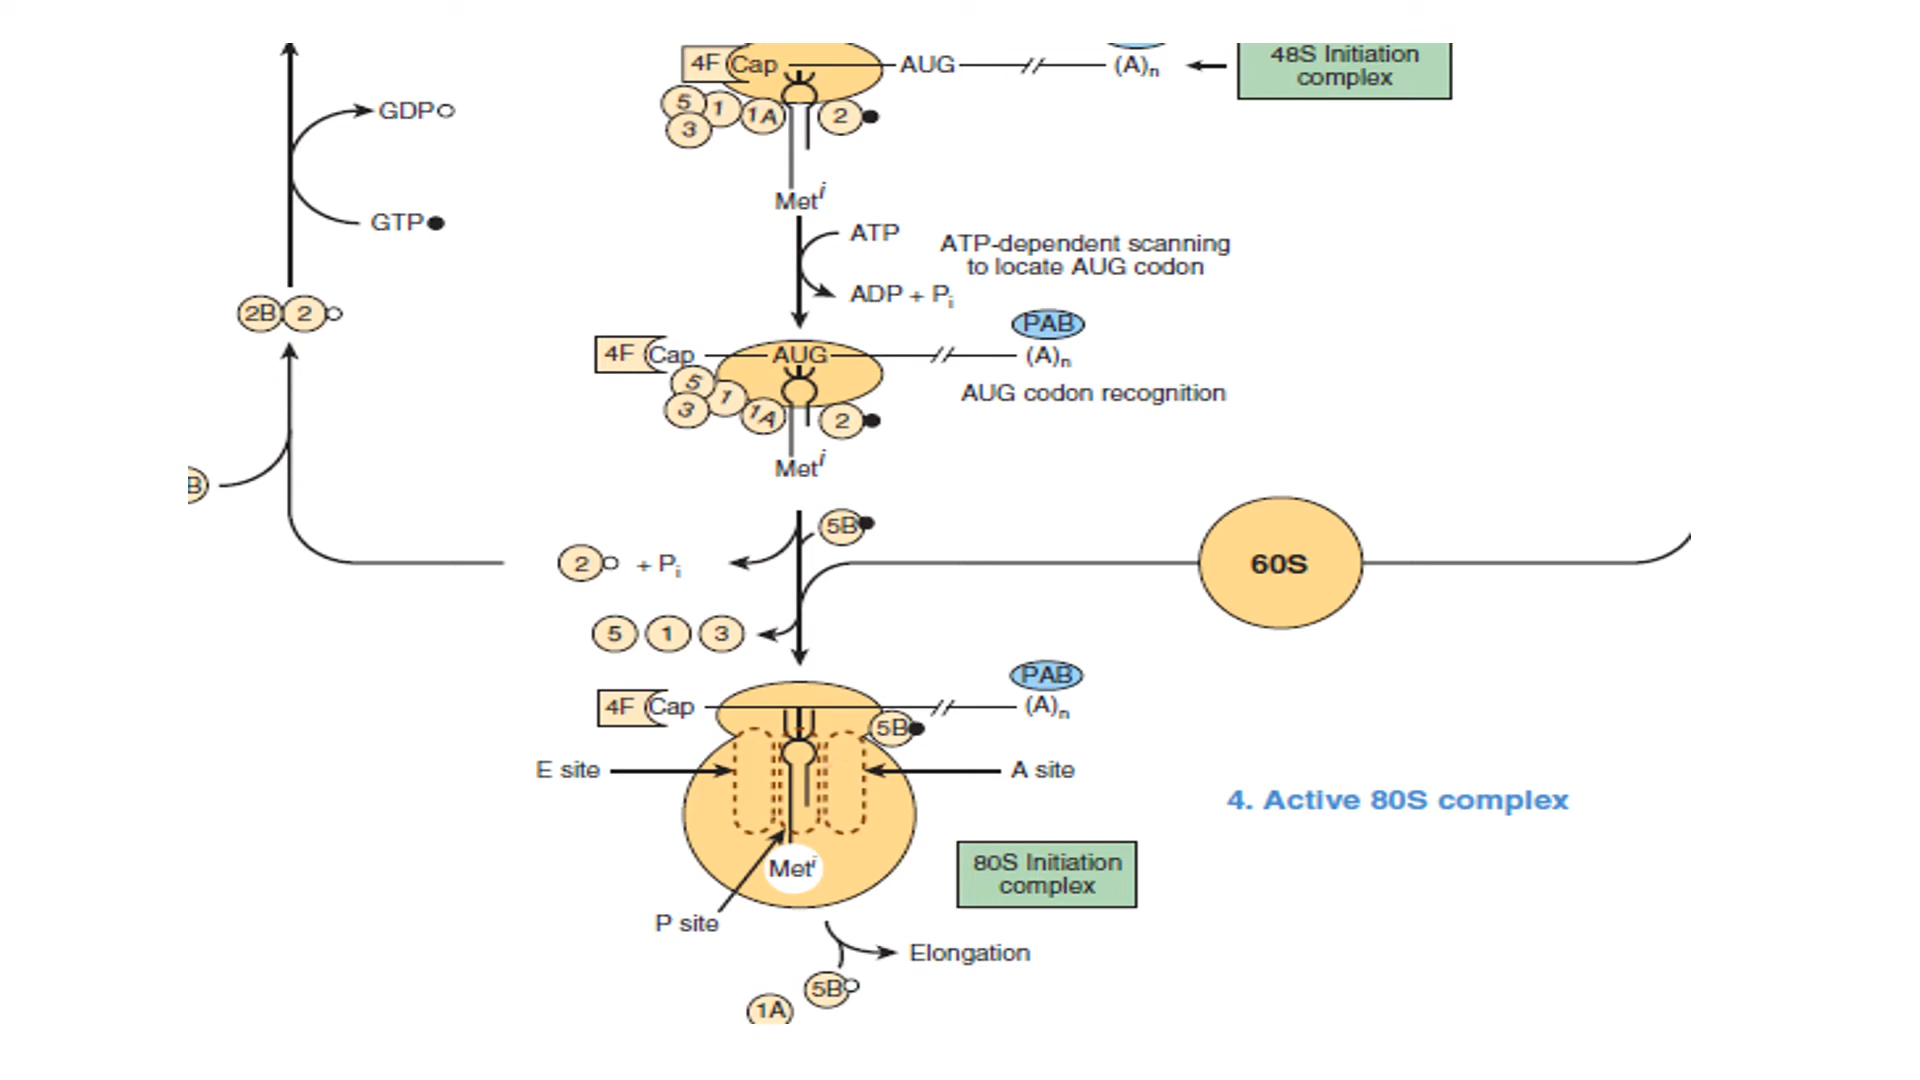 4F Cap AUG (A)n
48S Initiation
complex
5 1 1A 2
3
GDP
GTP
Metⁱ
ATP
ATP-dependent scanning
to locate AUG codon
ADP + Pi
2B 2
PAB
4F Cap AUG (A)n
AUG codon recognition
5 1
3 1A 2
Metⁱ
B
5B
2 + Pi
60S
5 1 3
PAB
4F Cap (A)n
5B
E site
A site
4. Active 80S complex
80S Initiation
complex
Metⁱ
P site
Elongation
5B
1A